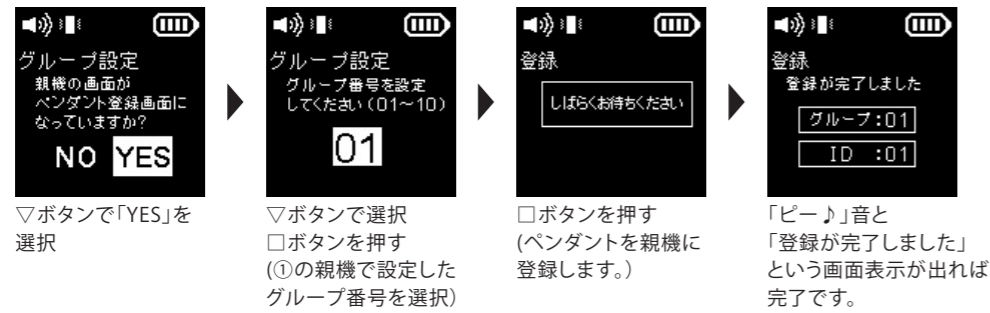 グループ設定
親機の画面が
ペンダント登録画面に
なっていますか?
NO YES
▽ボタンで「YES」を
選択
グループ設定
グループ番号を設定
してください(01~10)
01
▽ボタンで選択
□ボタンを押す
(①の親機で設定した
グループ番号を選択)
登録
しばらくお待ちください
□ボタンを押す
(ペンダントを親機に
登録します。)
登録
登録が完了しました
グループ:01
ID :01
「ピー♪」音と
「登録が完了しました」
という画面表示が出れば
完了です。